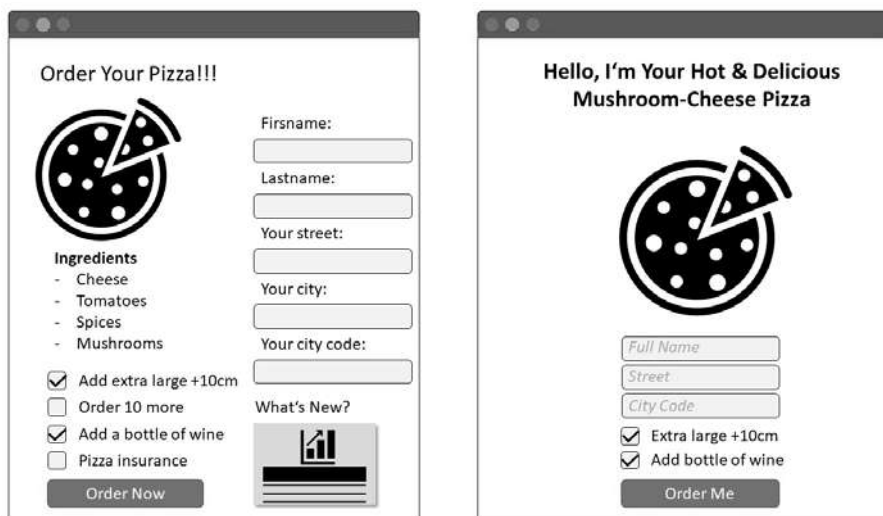 Order Your Pizza!!!
Ingredients
- Cheese
- Tomatoes
- Spices
- Mushrooms
Add extra large +10cm
Order 10 more
Add a bottle of wine
Pizza insurance
Order Now
Firsname:
Lastname:
Your street:
Your city:
Your city code:
What's New?
Hello, I'm Your Hot & Delicious
Mushroom-Cheese Pizza
Full Name
Street
City Code
Extra large +10cm
Add bottle of wine
Order Me